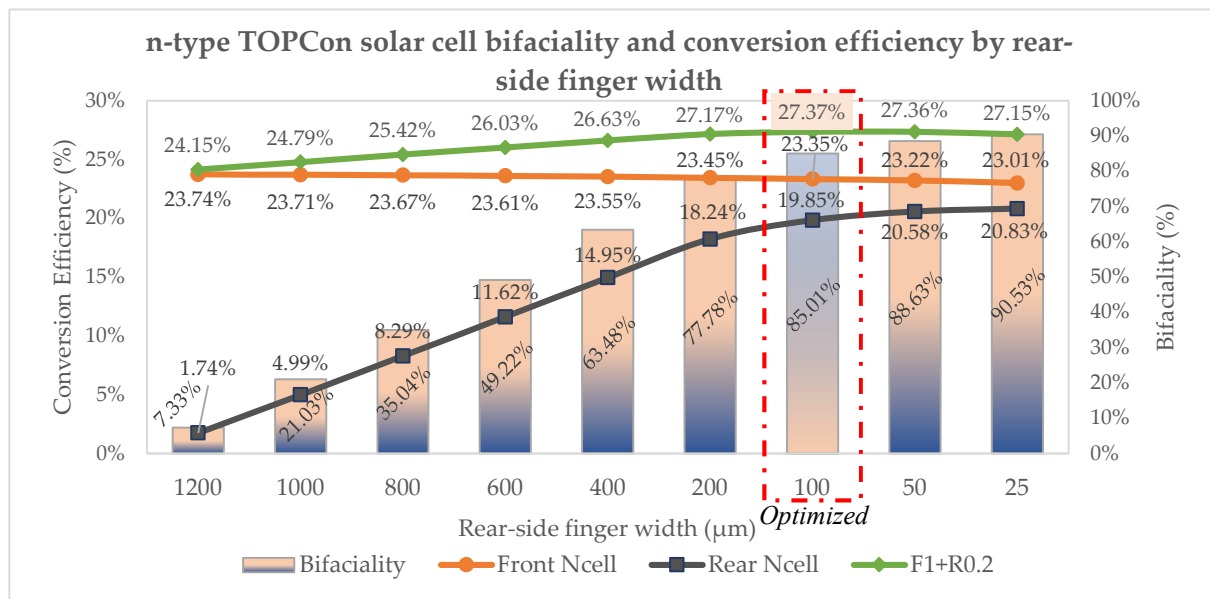 n-type TOPCon solar cell bifaciality and conversion efficiency by rear-
side finger width
Conversion Efficiency (%)
30%
25%
20%
15%
10%
5%
0%
100%
90%
80%
70%
60%
50%
40%
30%
20%
10%
0%
Bifaciality (%)
24.15% 24.79% 25.42% 26.03% 26.63% 27.17% 27.37% 27.36% 27.15%
23.74% 23.71% 23.67% 23.61% 23.55% 23.45% 23.35% 23.22% 23.01%
1.74% 4.99% 8.29% 11.62% 14.95% 18.24% 19.85% 20.58% 20.83%
7.33% 21.03% 35.04% 49.22% 63.48% 77.78% 85.01% 88.63% 90.53%
1200 1000 800 600 400 200 100 50 25
Optimized
Rear-side finger width (μm)
Bifaciality Front Ncell Rear Ncell F1+R0.2